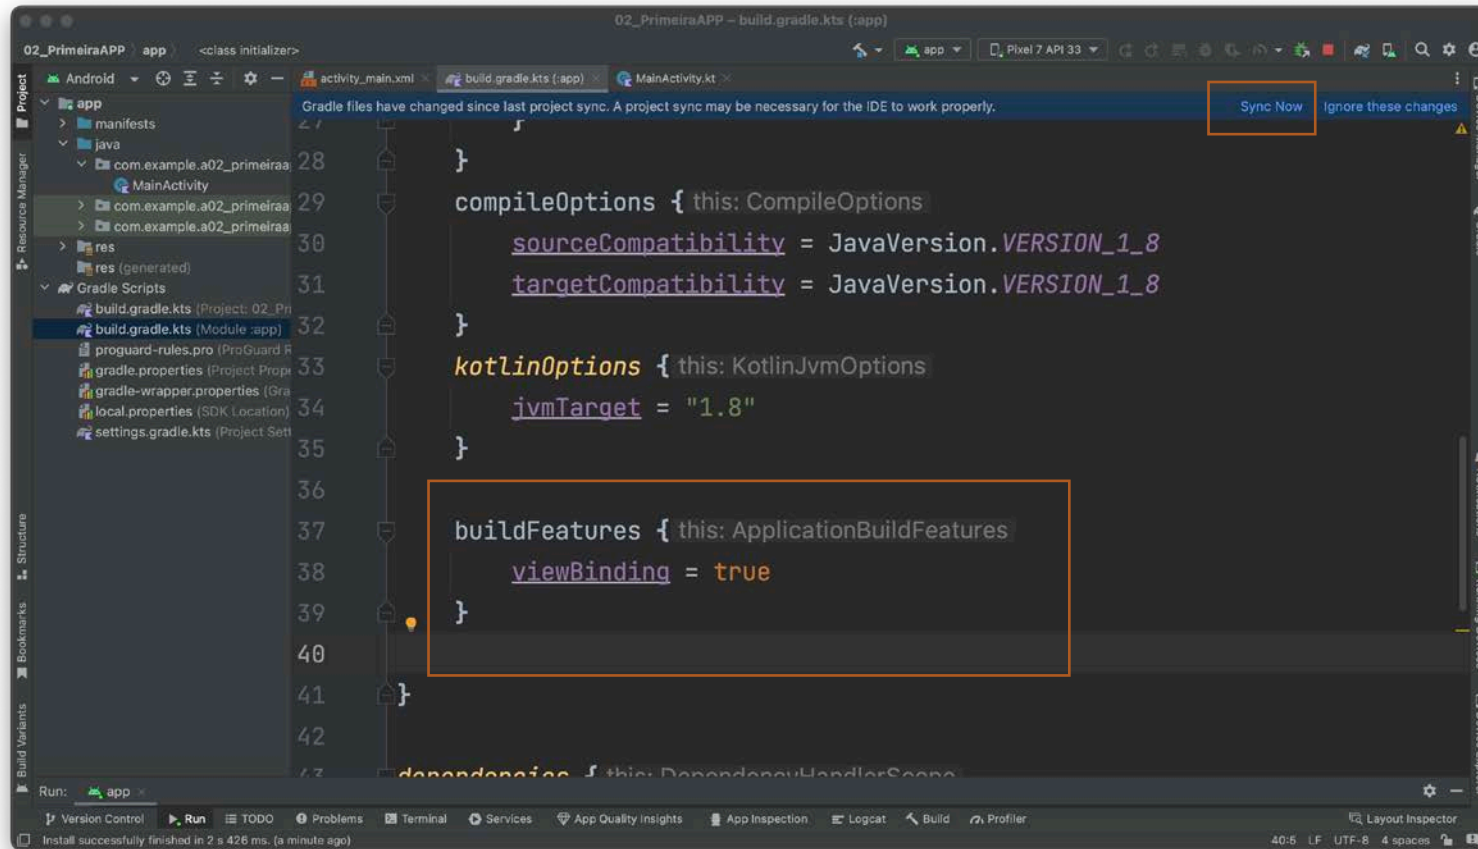 02_PrimeiraAPP – build.gradle.kts (:app)
02_PrimeiraAPP app <class initializer>
app Pixel 7 API 33
Android
activity_main.xml
build.gradle.kts (:app)
MainActivity.kt
Gradle files have changed since last project sync. A project sync may be necessary for the IDE to work properly.
Sync Now Ignore these changes
Project
Resource Manager
Structure
Bookmarks
Build Variants
app
manifests
java
com.example.a02_primeiraa
MainActivity
com.example.a02_primeiraa
com.example.a02_primeiraa
res
res (generated)
Gradle Scripts
build.gradle.kts (Project: 02_Pri
build.gradle.kts (Module :app)
proguard-rules.pro (ProGuard R
gradle.properties (Project Prope
gradle-wrapper.properties (Gra
local.properties (SDK Location)
settings.gradle.kts (Project Sett
27 }
28 }
29 compileOptions { this: CompileOptions
30 sourceCompatibility = JavaVersion.VERSION_1_8
31 targetCompatibility = JavaVersion.VERSION_1_8
32 }
33 kotlinOptions { this: KotlinJvmOptions
34 jvmTarget = "1.8"
35 }
36
37 buildFeatures { this: ApplicationBuildFeatures
38 viewBinding = true
39 }
40
41 }
42
43 dependencies { this: DependencyHandlerScope
Run: app
Version Control Run TODO Problems Terminal Services App Quality Insights App Inspection Logcat Build Profiler Layout Inspector
Install successfully finished in 2 s 426 ms. (a minute ago)
40:5 LF UTF-8 4 spaces